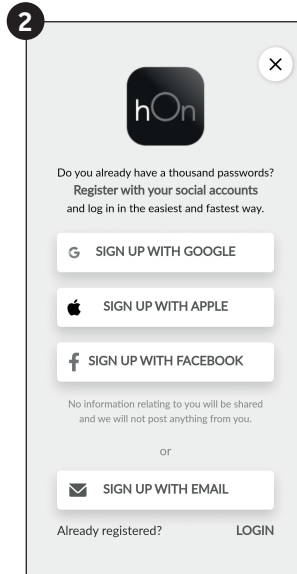 2
hOn
Do you already have a thousand passwords?
Register with your social accounts
and log in in the easiest and fastest way.
SIGN UP WITH GOOGLE
SIGN UP WITH APPLE
SIGN UP WITH FACEBOOK
No information relating to you will be shared
and we will not post anything from you.
or
SIGN UP WITH EMAIL
Already registered? LOGIN